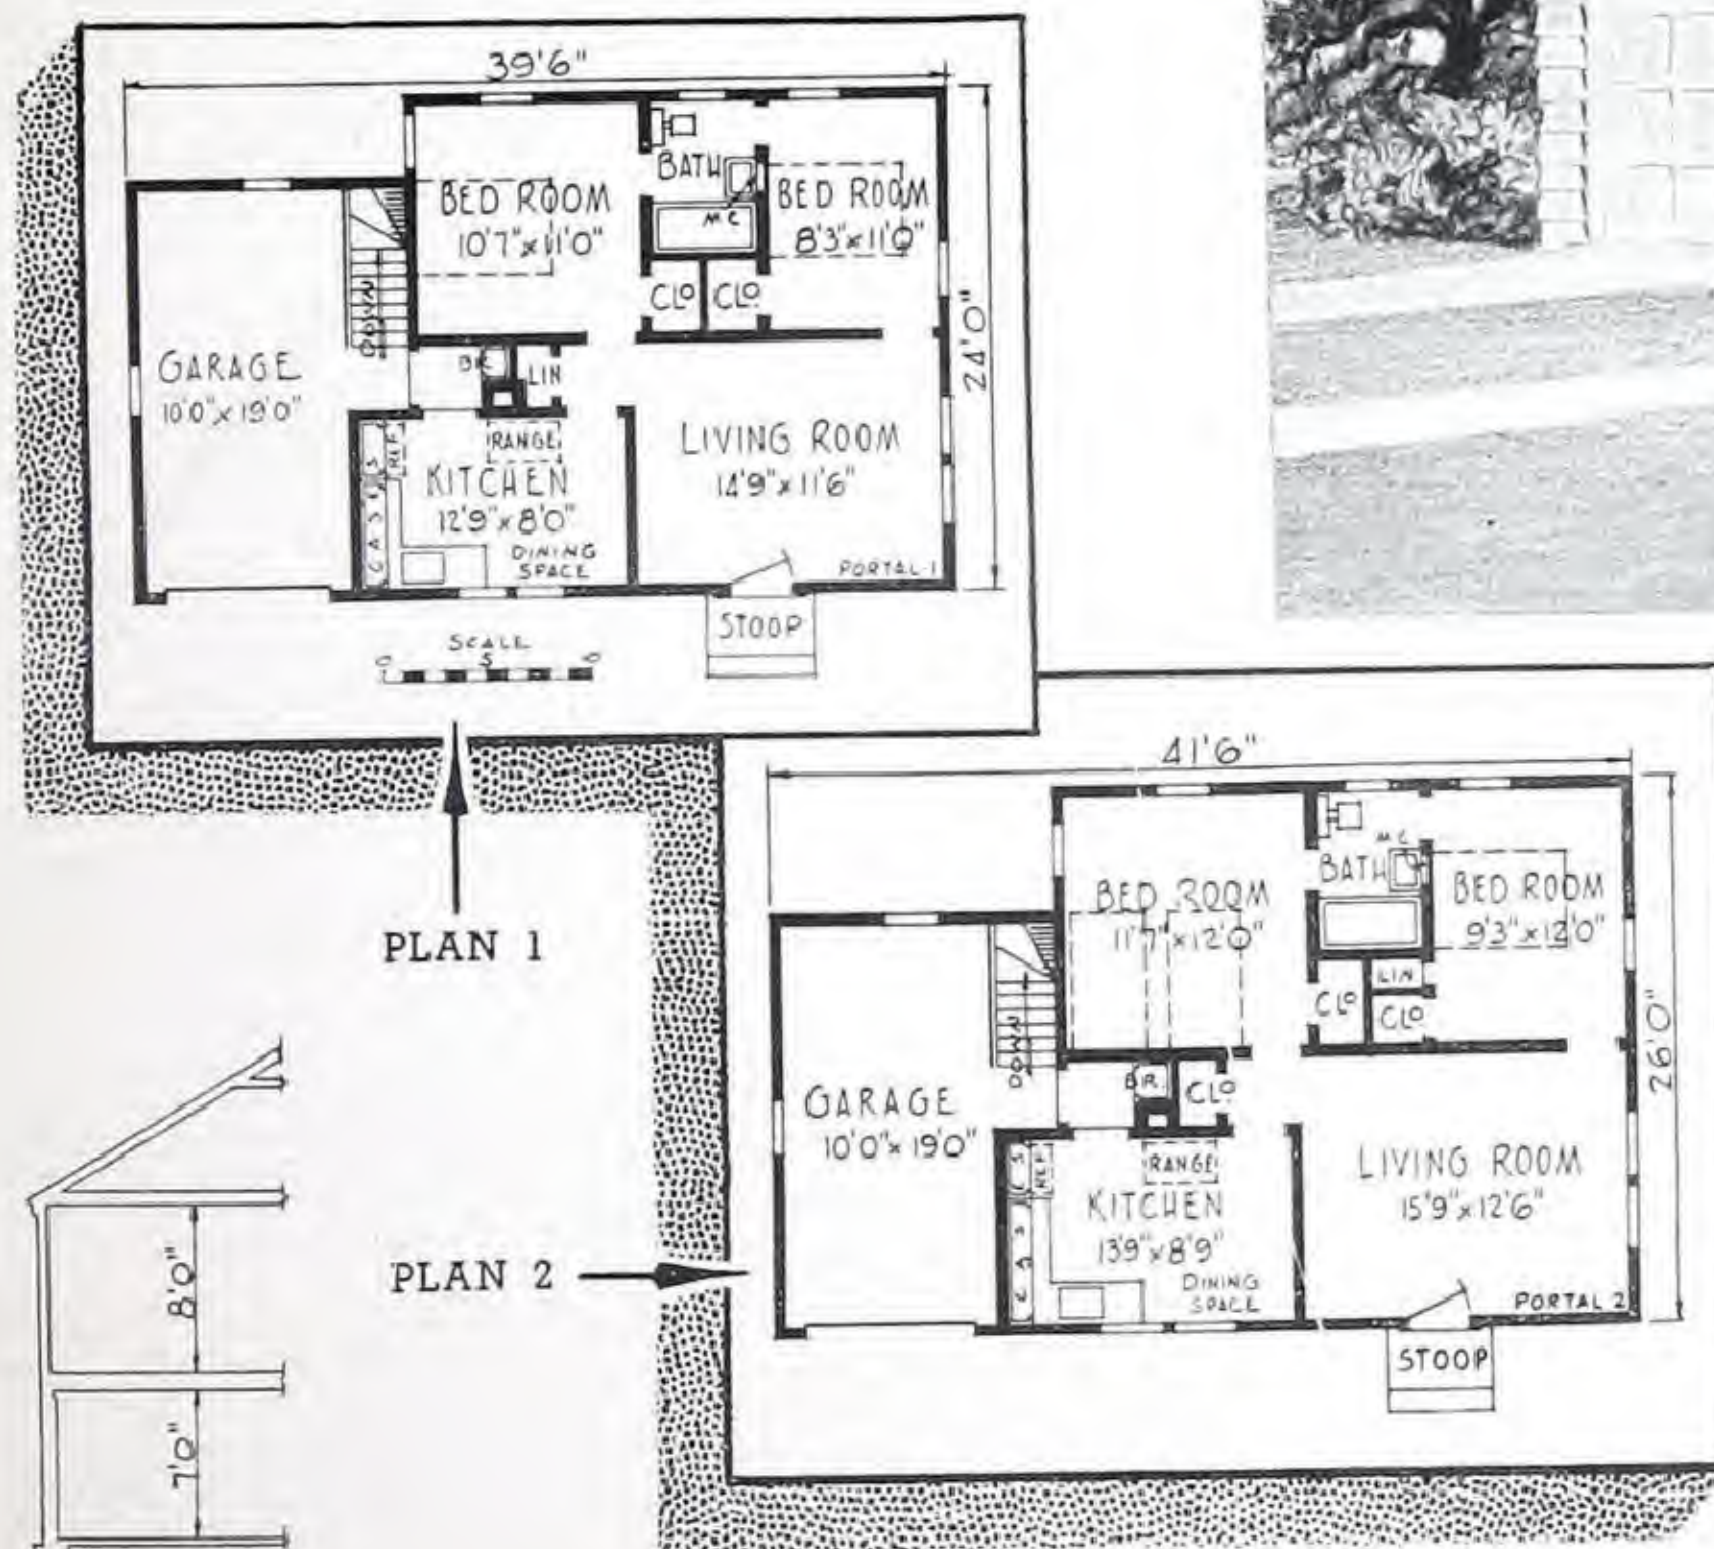 39'6"
BATH
BED ROOM
10'7"x11'0"
MC
BED ROOM
8'3"x11'0"
CLO
CLO
DOWN
24'0"
GARAGE
10'0"x19'0"
BR.
LIN
RANGE
REF
CASES
KITCHEN
12'9"x8'0"
DINING
SPACE
LIVING ROOM
14'9"x11'6"
PORTAL 1
STOOP
SCALE
0 5 0
PLAN 1
41'6"
MC
BATH
BED ROOM
11'7"x12'0"
BED ROOM
9'3"x12'0"
LIN
CLO
CLO
DOWN
26'0"
GARAGE
10'0"x19'0"
BR.
CLO
RANGE
REF
CASES
KITCHEN
13'9"x8'9"
DINING
SPACE
LIVING ROOM
15'9"x12'6"
PORTAL 2
STOOP
PLAN 2
8'0"
7'0"